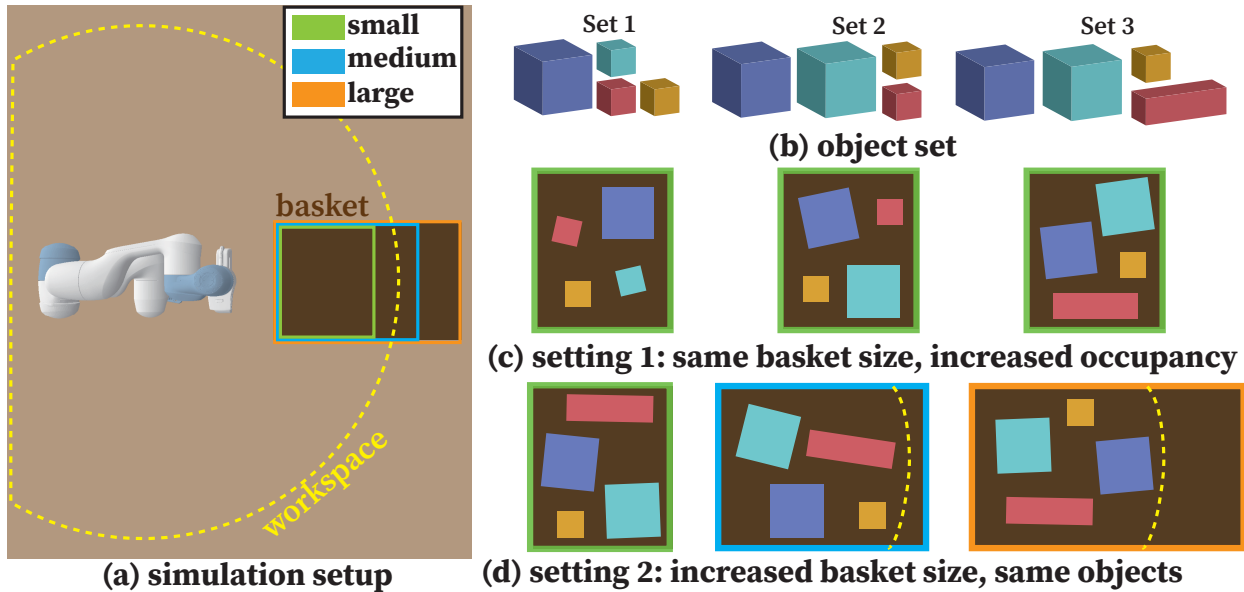 small
medium
large
basket
workspace
(a) simulation setup
Set 1
Set 2
Set 3
(b) object set
(c) setting 1: same basket size, increased occupancy
(d) setting 2: increased basket size, same objects